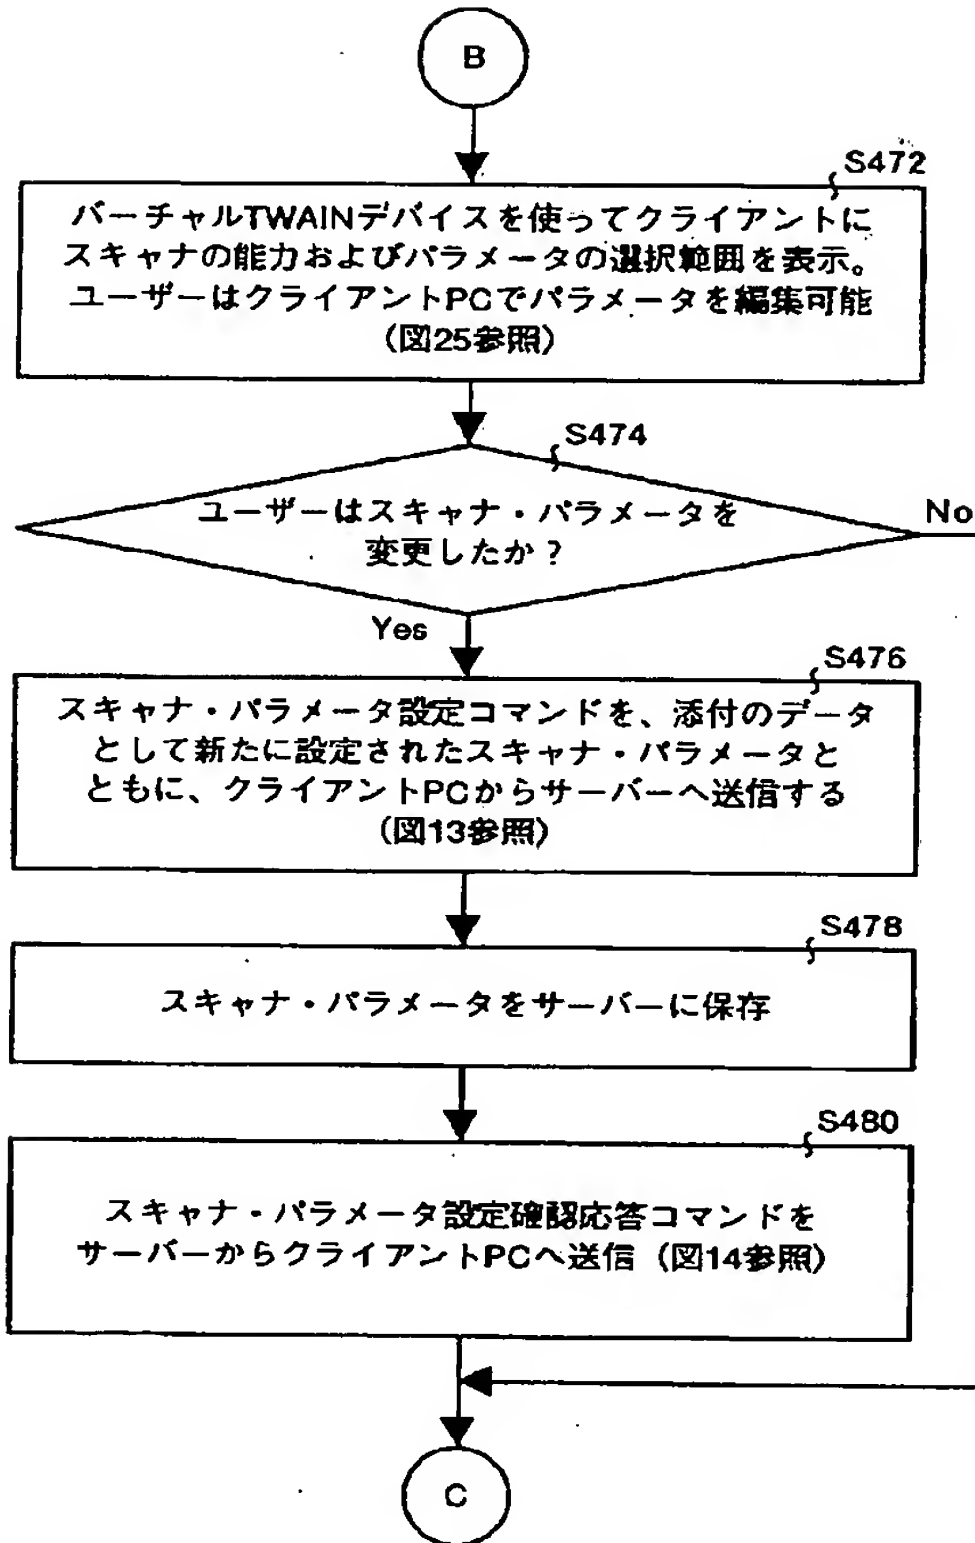 B
S472
バーチャルTWAINデバイスを使ってクライアントに
スキャナの能力およびパラメータの選択範囲を表示。
ユーザーはクライアントPCでパラメータを編集可能
（図25参照）
S474
ユーザーはスキャナ・パラメータを
変更したか？
No
Yes
S476
スキャナ・パラメータ設定コマンドを、添付のデータ
として新たに設定されたスキャナ・パラメータと
ともに、クライアントPCからサーバーへ送信する
（図13参照）
S478
スキャナ・パラメータをサーバーに保存
S480
スキャナ・パラメータ設定確認応答コマンドを
サーバーからクライアントPCへ送信（図14参照）
C